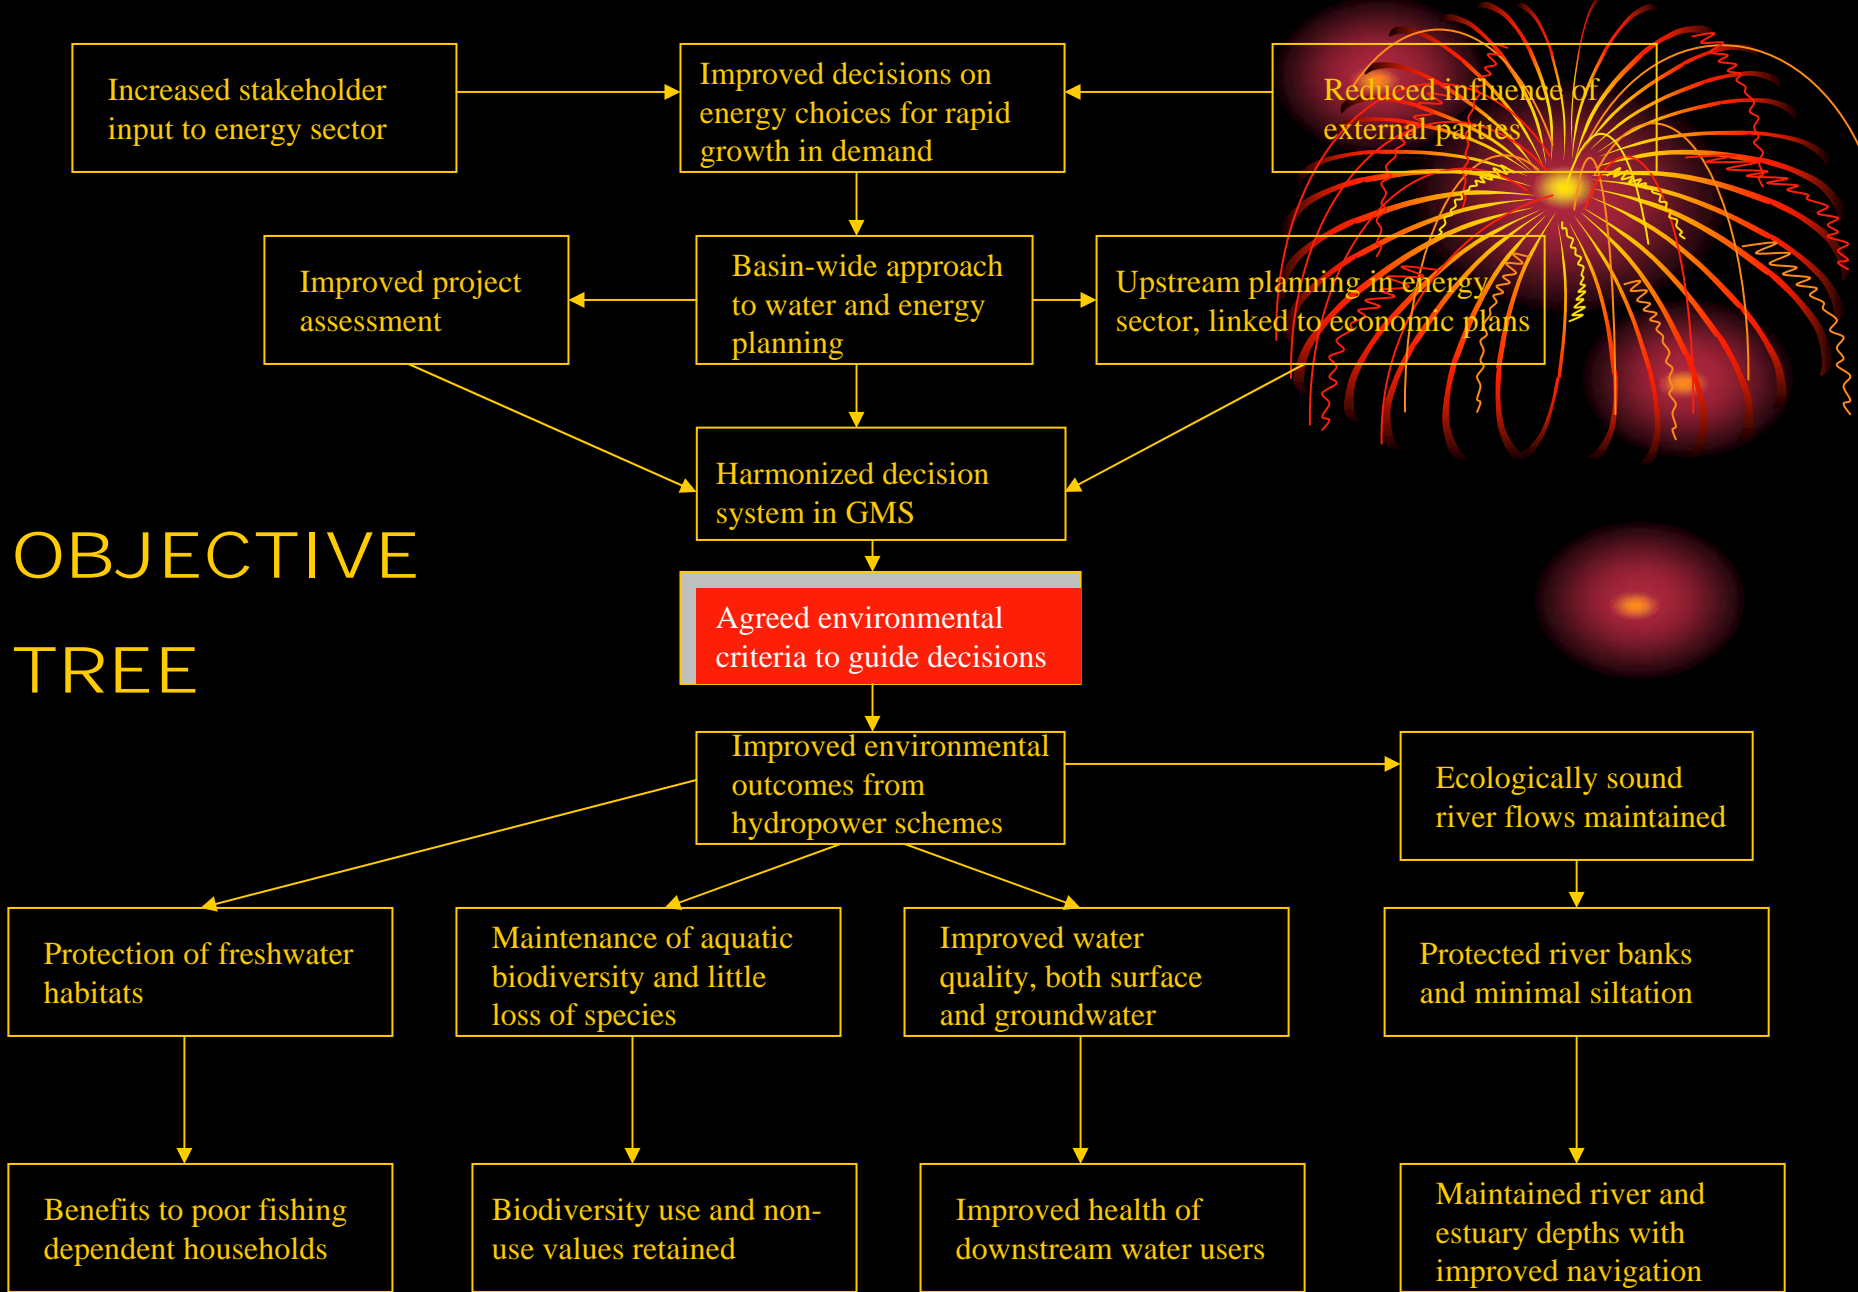 Increased stakeholder
input to energy sector
Improved decisions on
energy choices for rapid
growth in demand
Reduced influence of
external parties
Improved project
assessment
Basin-wide approach
to water and energy
planning
Upstream planning in energy
sector, linked to economic plans
Harmonized decision
system in GMS
OBJECTIVE
TREE
Agreed environmental
criteria to guide decisions
Improved environmental
outcomes from
hydropower schemes
Ecologically sound
river flows maintained
Protection of freshwater
habitats
Maintenance of aquatic
biodiversity and little
loss of species
Improved water
quality, both surface
and groundwater
Protected river banks
and minimal siltation
Benefits to poor fishing
dependent households
Biodiversity use and non-
use values retained
Improved health of
downstream water users
Maintained river and
estuary depths with
improved navigation